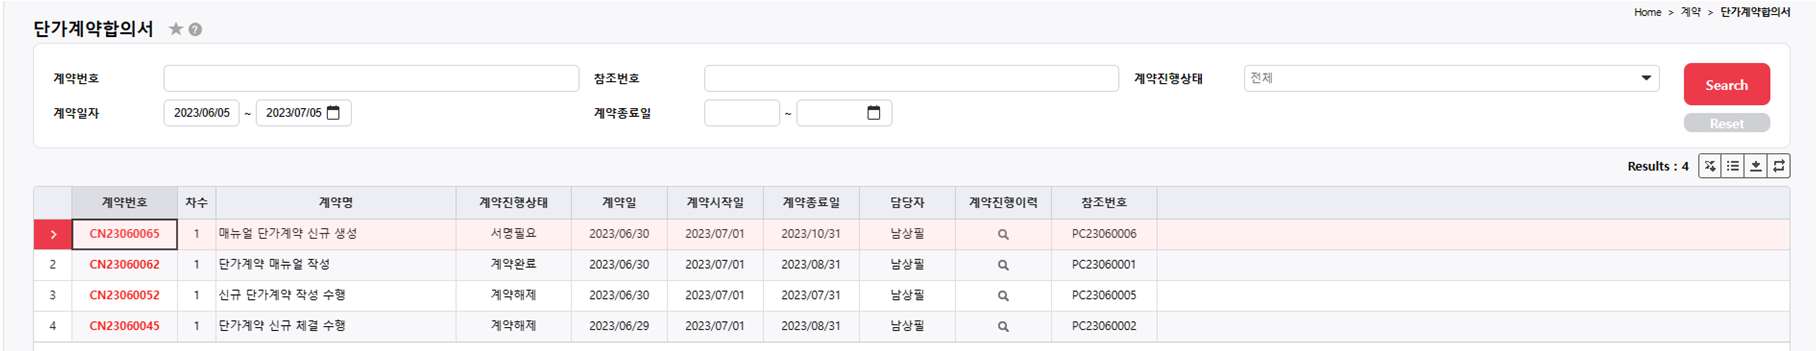 Home > 계약 > 단가계약합의서
단가계약합의서
계약번호 참조번호 계약진행상태 전체
Search
계약일자 2023/06/05 ~ 2023/07/05 계약종료일 ~
Reset
Results : 4
계약번호 차수 계약명 계약진행상태 계약일 계약시작일 계약종료일 담당자 계약진행이력 참조번호
CN23060065 1 매뉴얼 단가계약 신규 생성 서명필요 2023/06/30 2023/07/01 2023/10/31 남상필 PC23060006
2 CN23060062 1 단가계약 매뉴얼 작성 계약완료 2023/06/30 2023/07/01 2023/08/31 남상필 PC23060001
3 CN23060052 1 신규 단가계약 작성 수행 계약해제 2023/06/30 2023/07/01 2023/07/31 남상필 PC23060005
4 CN23060045 1 단가계약 신규 체결 수행 계약해제 2023/06/29 2023/07/01 2023/08/31 남상필 PC23060002